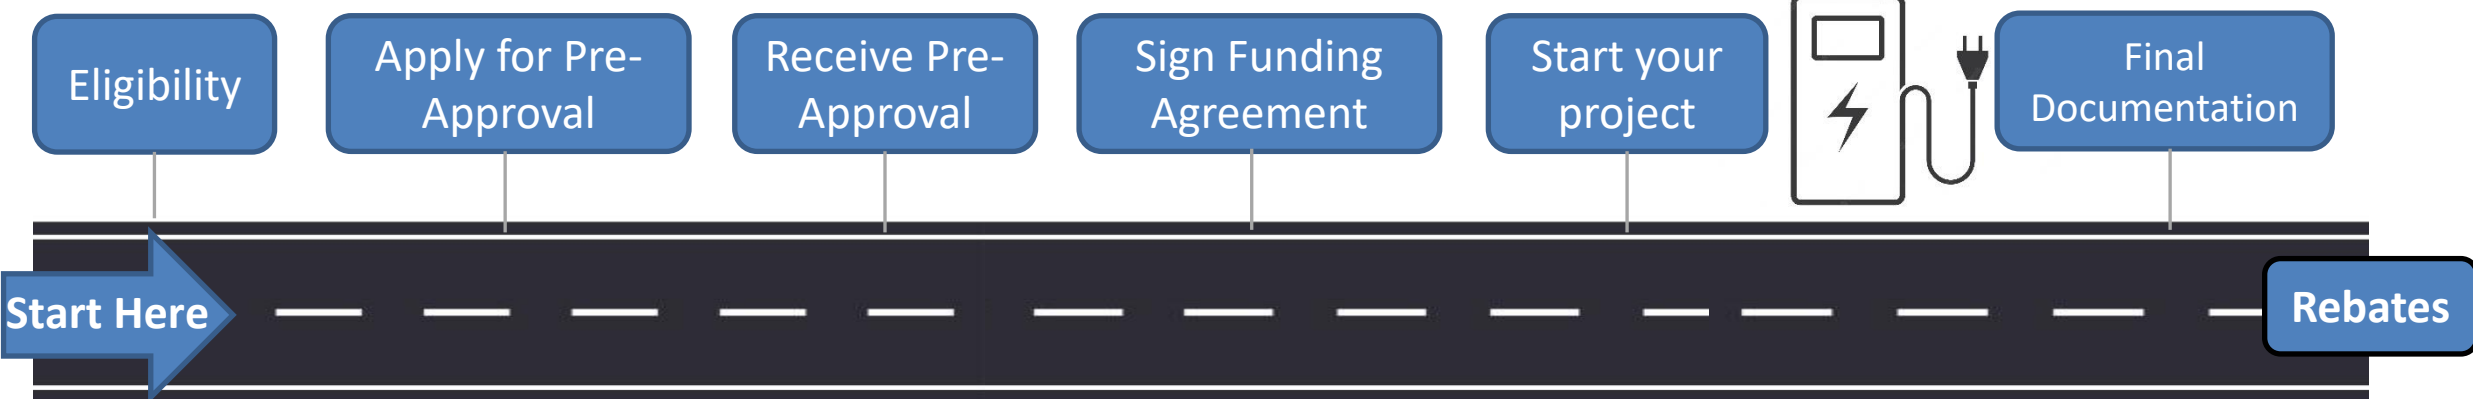 Eligibility
Apply for Pre-
Approval
Receive Pre-
Approval
Sign Funding
Agreement
Start your
project
Final
Documentation
Start Here
Rebates